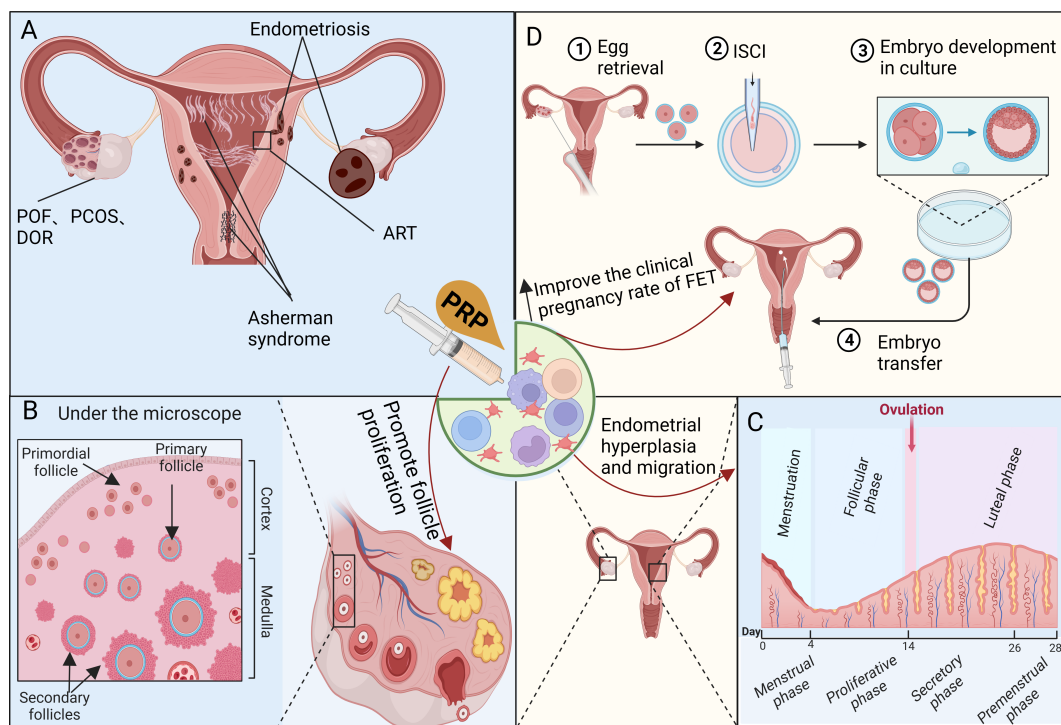 A
Endometriosis
POF、PCOS、
DOR
ART
Asherman
syndrome
PRP
D
1
Egg
retrieval
2
ISCI
3
Embryo development
in culture
Improve the clinical
pregnancy rate of FET
4
Embryo
transfer
B
Under the microscope
Primordial
follicle
Primary
follicle
Cortex
Medulla
Secondary
follicles
Promote follicle
proliferation
Endometrial
hyperplasia
and migration
C
Ovulation
Menstruation
Follicular
phase
Luteal phase
Day
0
4
14
26
28
Menstrual
phase
Proliferative
phase
Secretory
phase
Premenstrual
phase